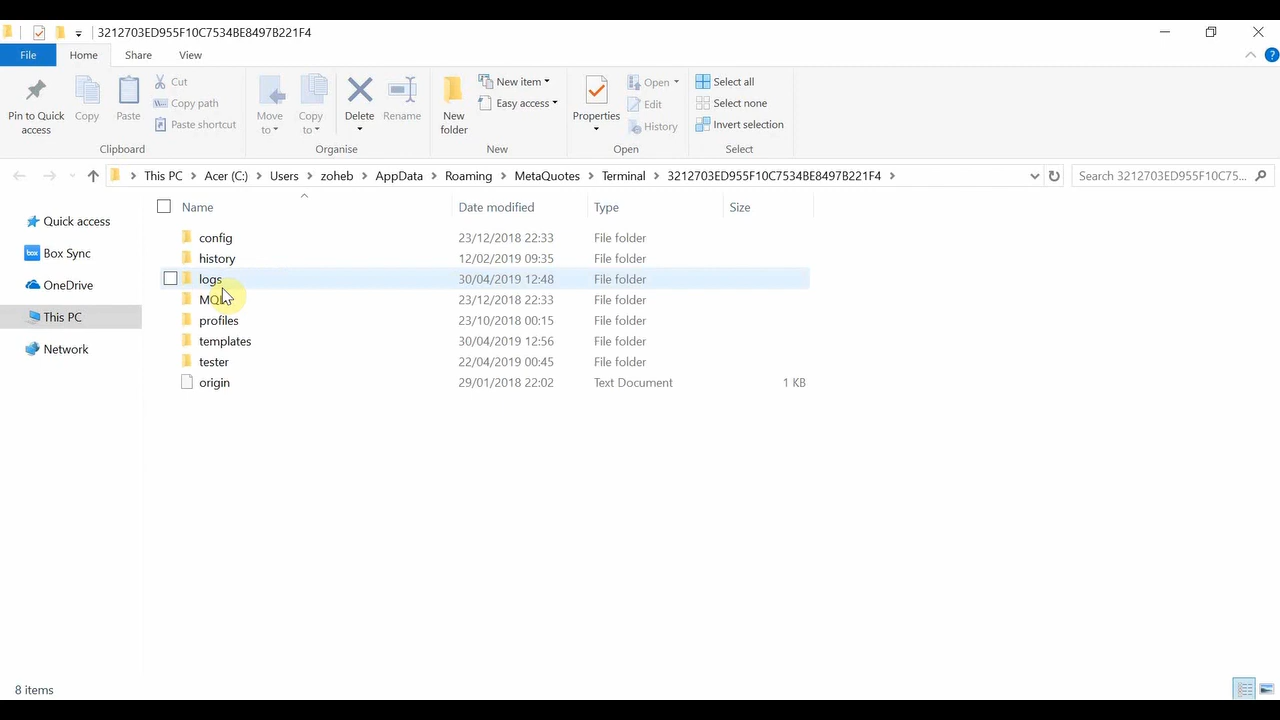 3212703ED955F10C7534BE8497B221F4
File Home Share View
Pin to Quick access
Copy
Paste
Cut
Copy path
Paste shortcut
Clipboard
Move to
Copy to
Delete
Rename
Organise
New folder
New item
Easy access
New
Properties
Open
Edit
History
Open
Select all
Select none
Invert selection
Select
This PC Acer (C:) Users zoheb AppData Roaming MetaQuotes Terminal 3212703ED955F10C7534BE8497B221F4
Search 3212703ED955F10C75...
Quick access
Box Sync
OneDrive
This PC
Network
Name Date modified Type Size
config 23/12/2018 22:33 File folder
history 12/02/2019 09:35 File folder
logs 30/04/2019 12:48 File folder
23/12/2018 22:33 File folder
profiles 23/10/2018 00:15 File folder
templates 30/04/2019 12:56 File folder
tester 22/04/2019 00:45 File folder
origin 29/01/2018 22:02 Text Document 1 KB
8 items